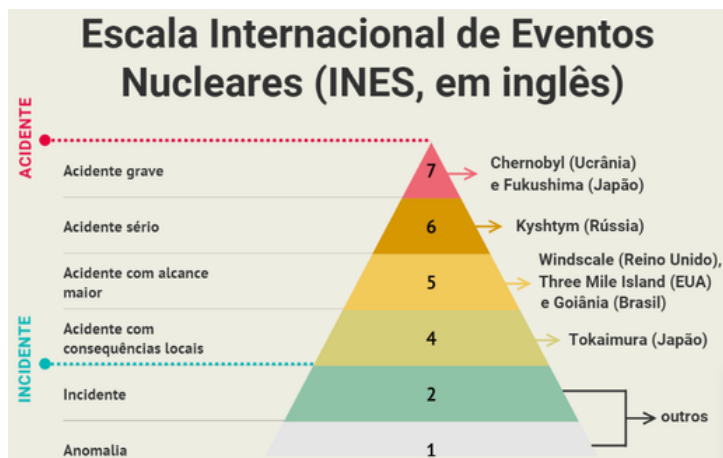 Escala Internacional de Eventos
Nucleares (INES, em inglês)
ACIDENTE
Acidente grave
7
Chernobyl (Ucrânia)
e Fukushima (Japão)
Acidente sério
6
Kyshtym (Rússia)
Acidente com alcance
maior
5
Windscale (Reino Unido),
Three Mile Island (EUA)
e Goiânia (Brasil)
Acidente com
consequências locais
4
Tokaimura (Japão)
INCIDENTE
Incidente
2
outros
Anomalia
1